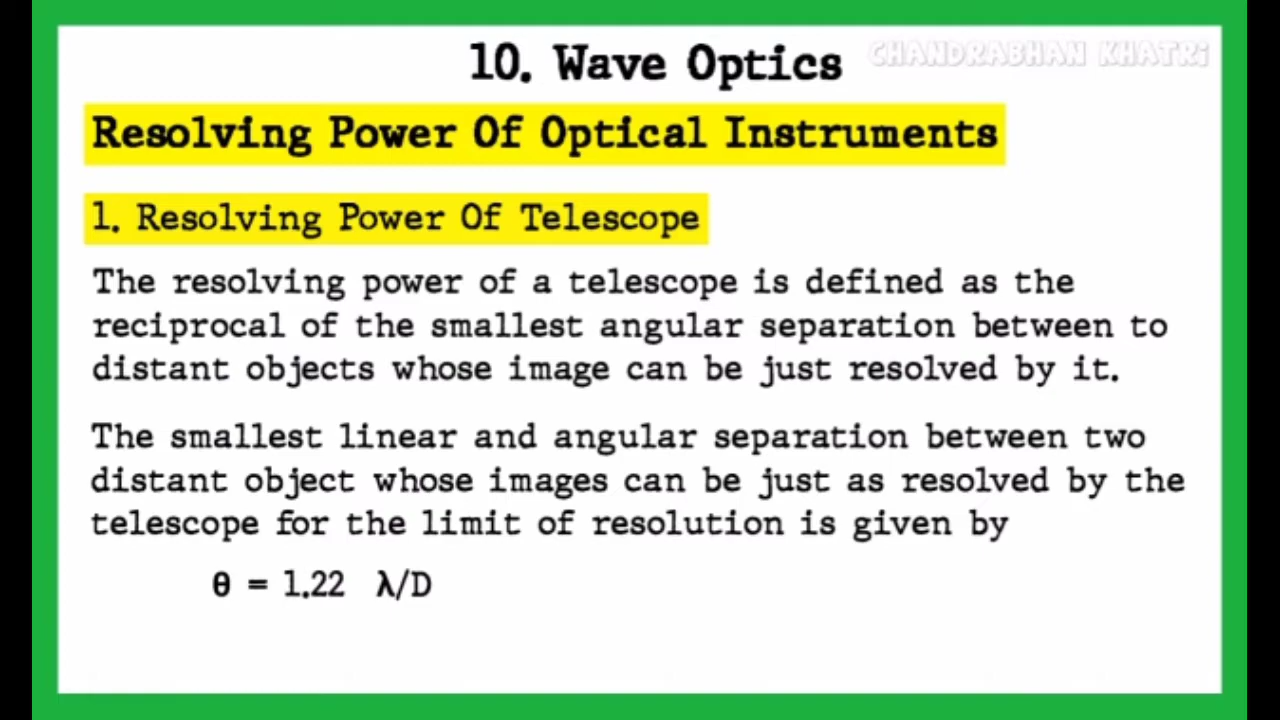 10. Wave Optics
CHANDRABHAN KHATRI
Resolving Power Of Optical Instruments
1. Resolving Power Of Telescope
The resolving power of a telescope is defined as the
reciprocal of the smallest angular separation between to
distant objects whose image can be just resolved by it.
The smallest linear and angular separation between two
distant object whose images can be just as resolved by the
telescope for the limit of resolution is given by
θ = 1.22 λ/D